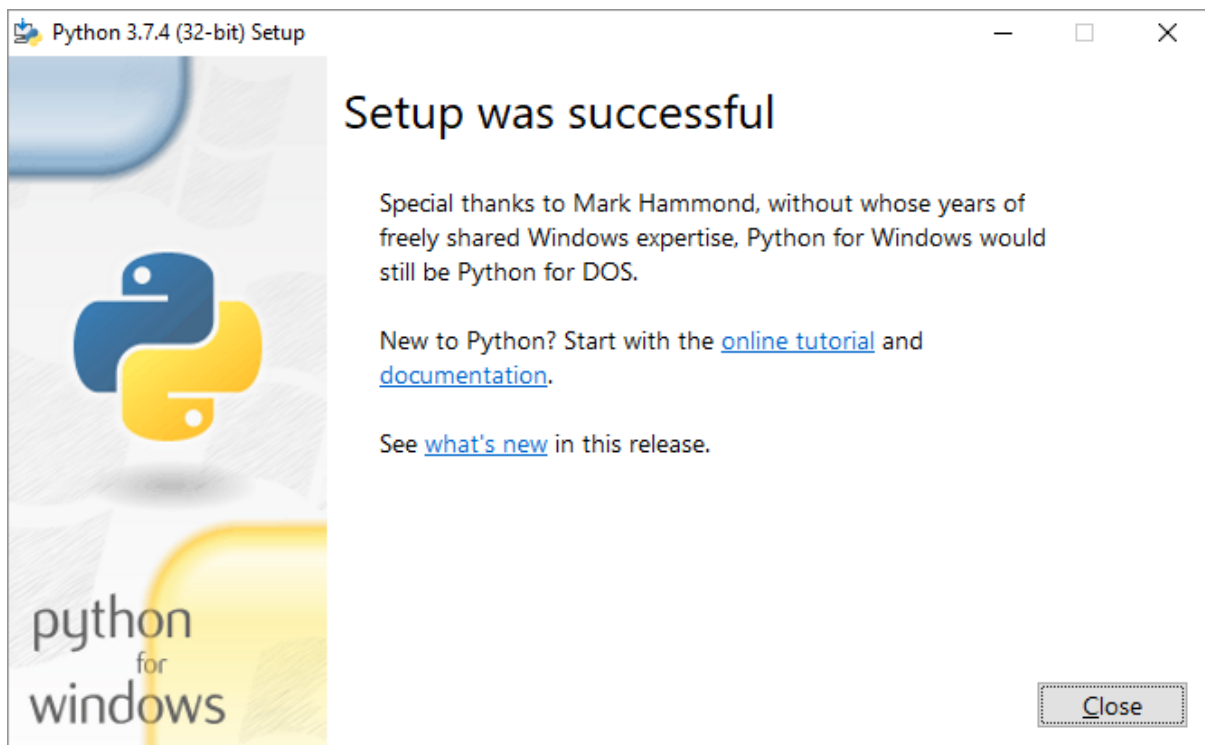 Python 3.7.4 (32-bit) Setup
Setup was successful
Special thanks to Mark Hammond, without whose years of
freely shared Windows expertise, Python for Windows would
still be Python for DOS.
New to Python? Start with the online tutorial and
documentation.
See what's new in this release.
python
for
windows
Close